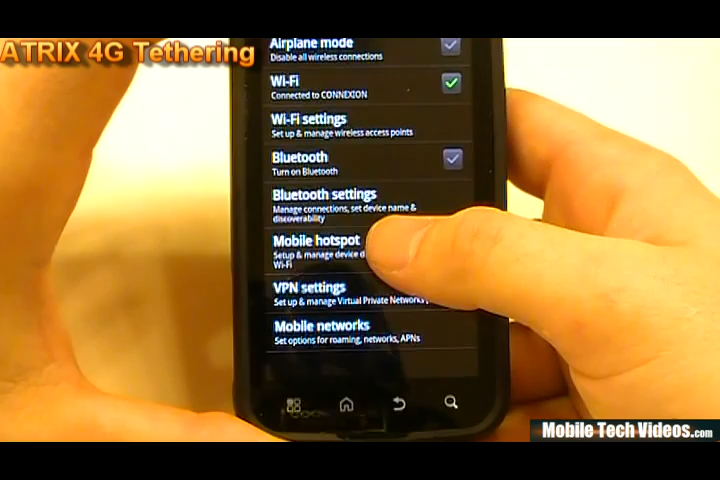 ATRIX 4G Tethering
Airplane mode
Disable all wireless connections
Wi-Fi
Connected to CONNEXION
Wi-Fi settings
Set up & manage wireless access points
Bluetooth
Turn on Bluetooth
Bluetooth settings
Manage connections, set device name &
discoverability
Mobile hotspot
Setup & manage device
Wi-Fi
VPN settings
Set up & manage Virtual Private Networks
Mobile networks
Set options for roaming, networks, APNs
Mobile Tech Videos.com